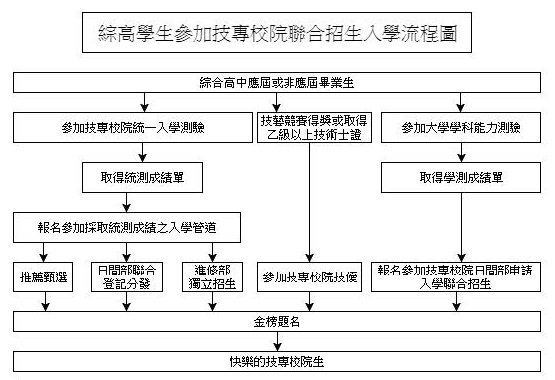 綜高學生參加技專校院聯合招生入學流程圖
綜合高中應屆或非應屆畢業生
參加技專校院統一入學測驗
技藝競賽得獎或取得
乙級以上技術士證
參加大學學科能力測驗
取得統測成績單
取得學測成績單
報名參加採取統測成績之入學管道
推薦甄選
日間部聯合
登記分發
進修部
獨立招生
參加技專校院技優
報名參加技專校院日間部申請
入學聯合招生
金榜題名
快樂的技專校院生